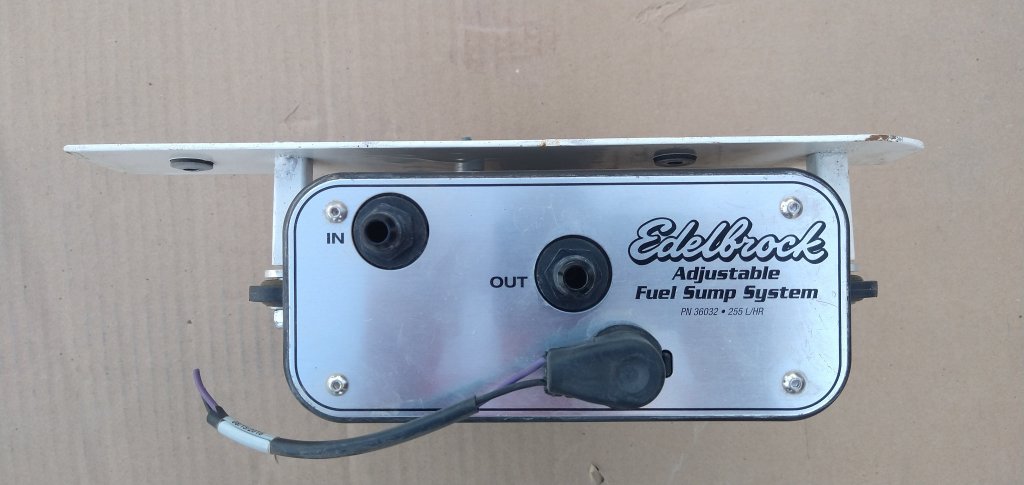 IN
OUT
Edelbrock
Adjustable
Fuel Sump System
PN 36032 • 255 L/HR